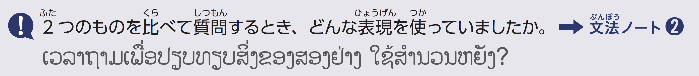 2つのものを比べて質問するとき、どんな表現を使っていましたか。 ➡ 文法ノート❷
ເວລາຖາມເພື່ອປຽບທຽບສິ່ງຂອງສອງຢ່າງ ໃຊ້ສຳນວນຫຍັງ?